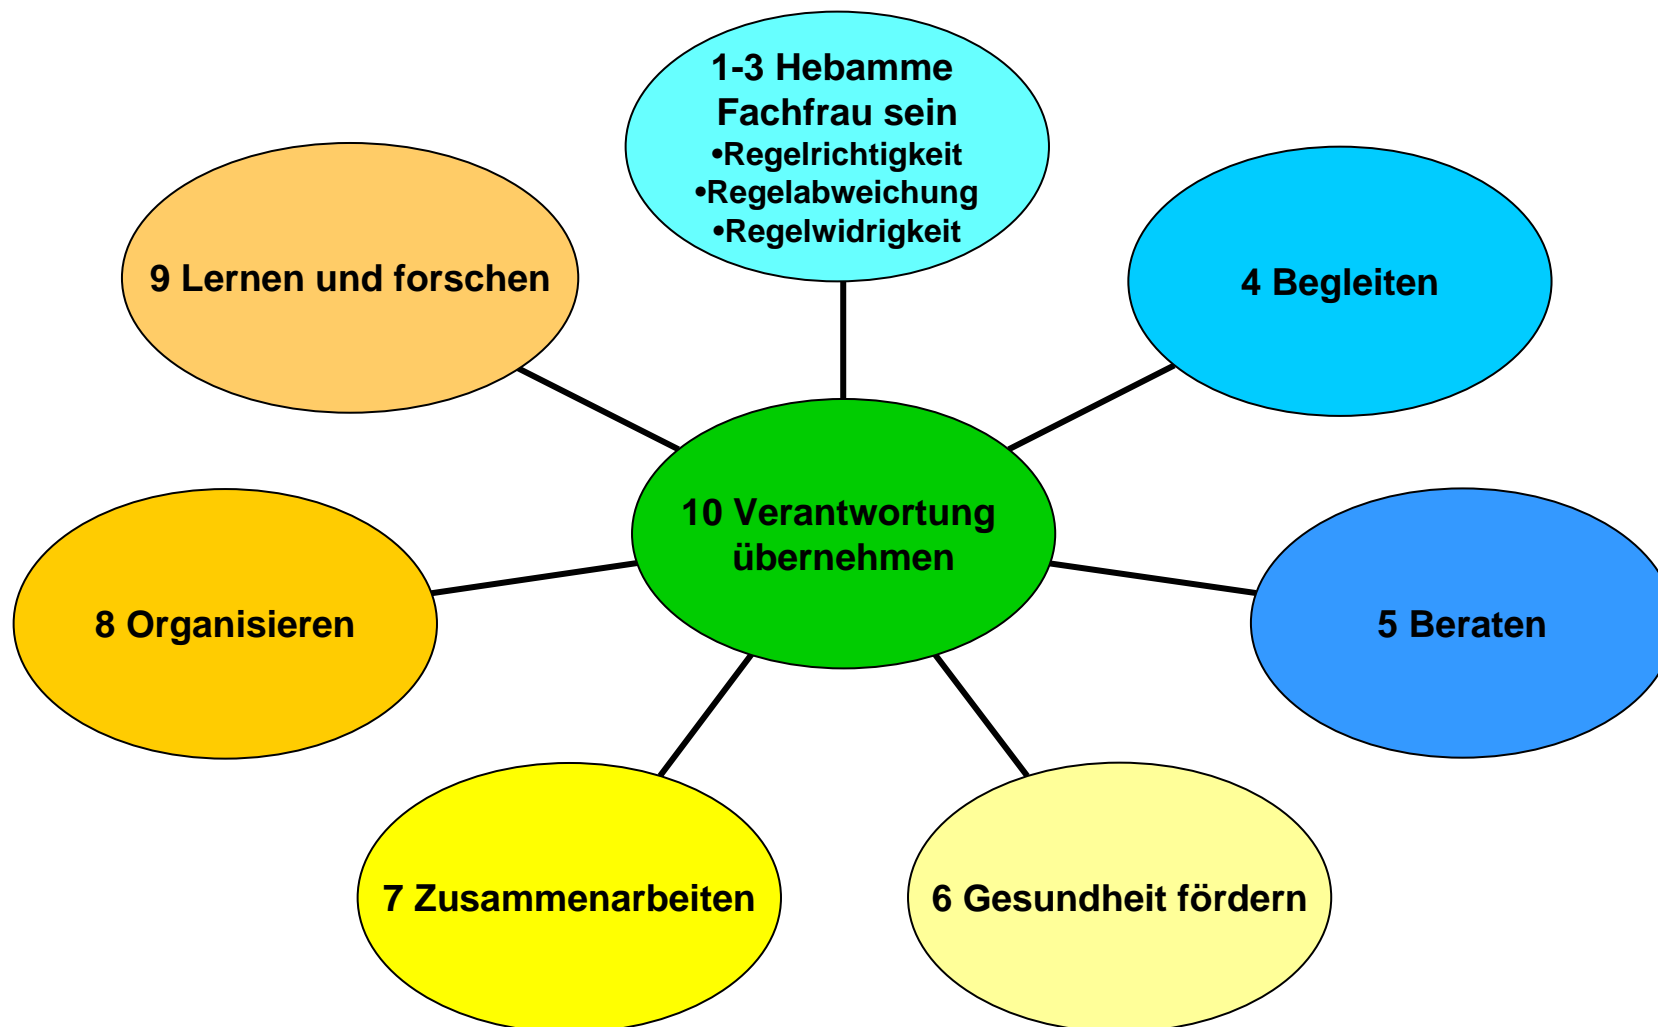 1-3 Hebamme
Fachfrau sein
•Regelrichtigkeit
•Regelabweichung
•Regelwidrigkeit
4 Begleiten
5 Beraten
6 Gesundheit fördern
7 Zusammenarbeiten
8 Organisieren
9 Lernen und forschen
10 Verantwortung
übernehmen